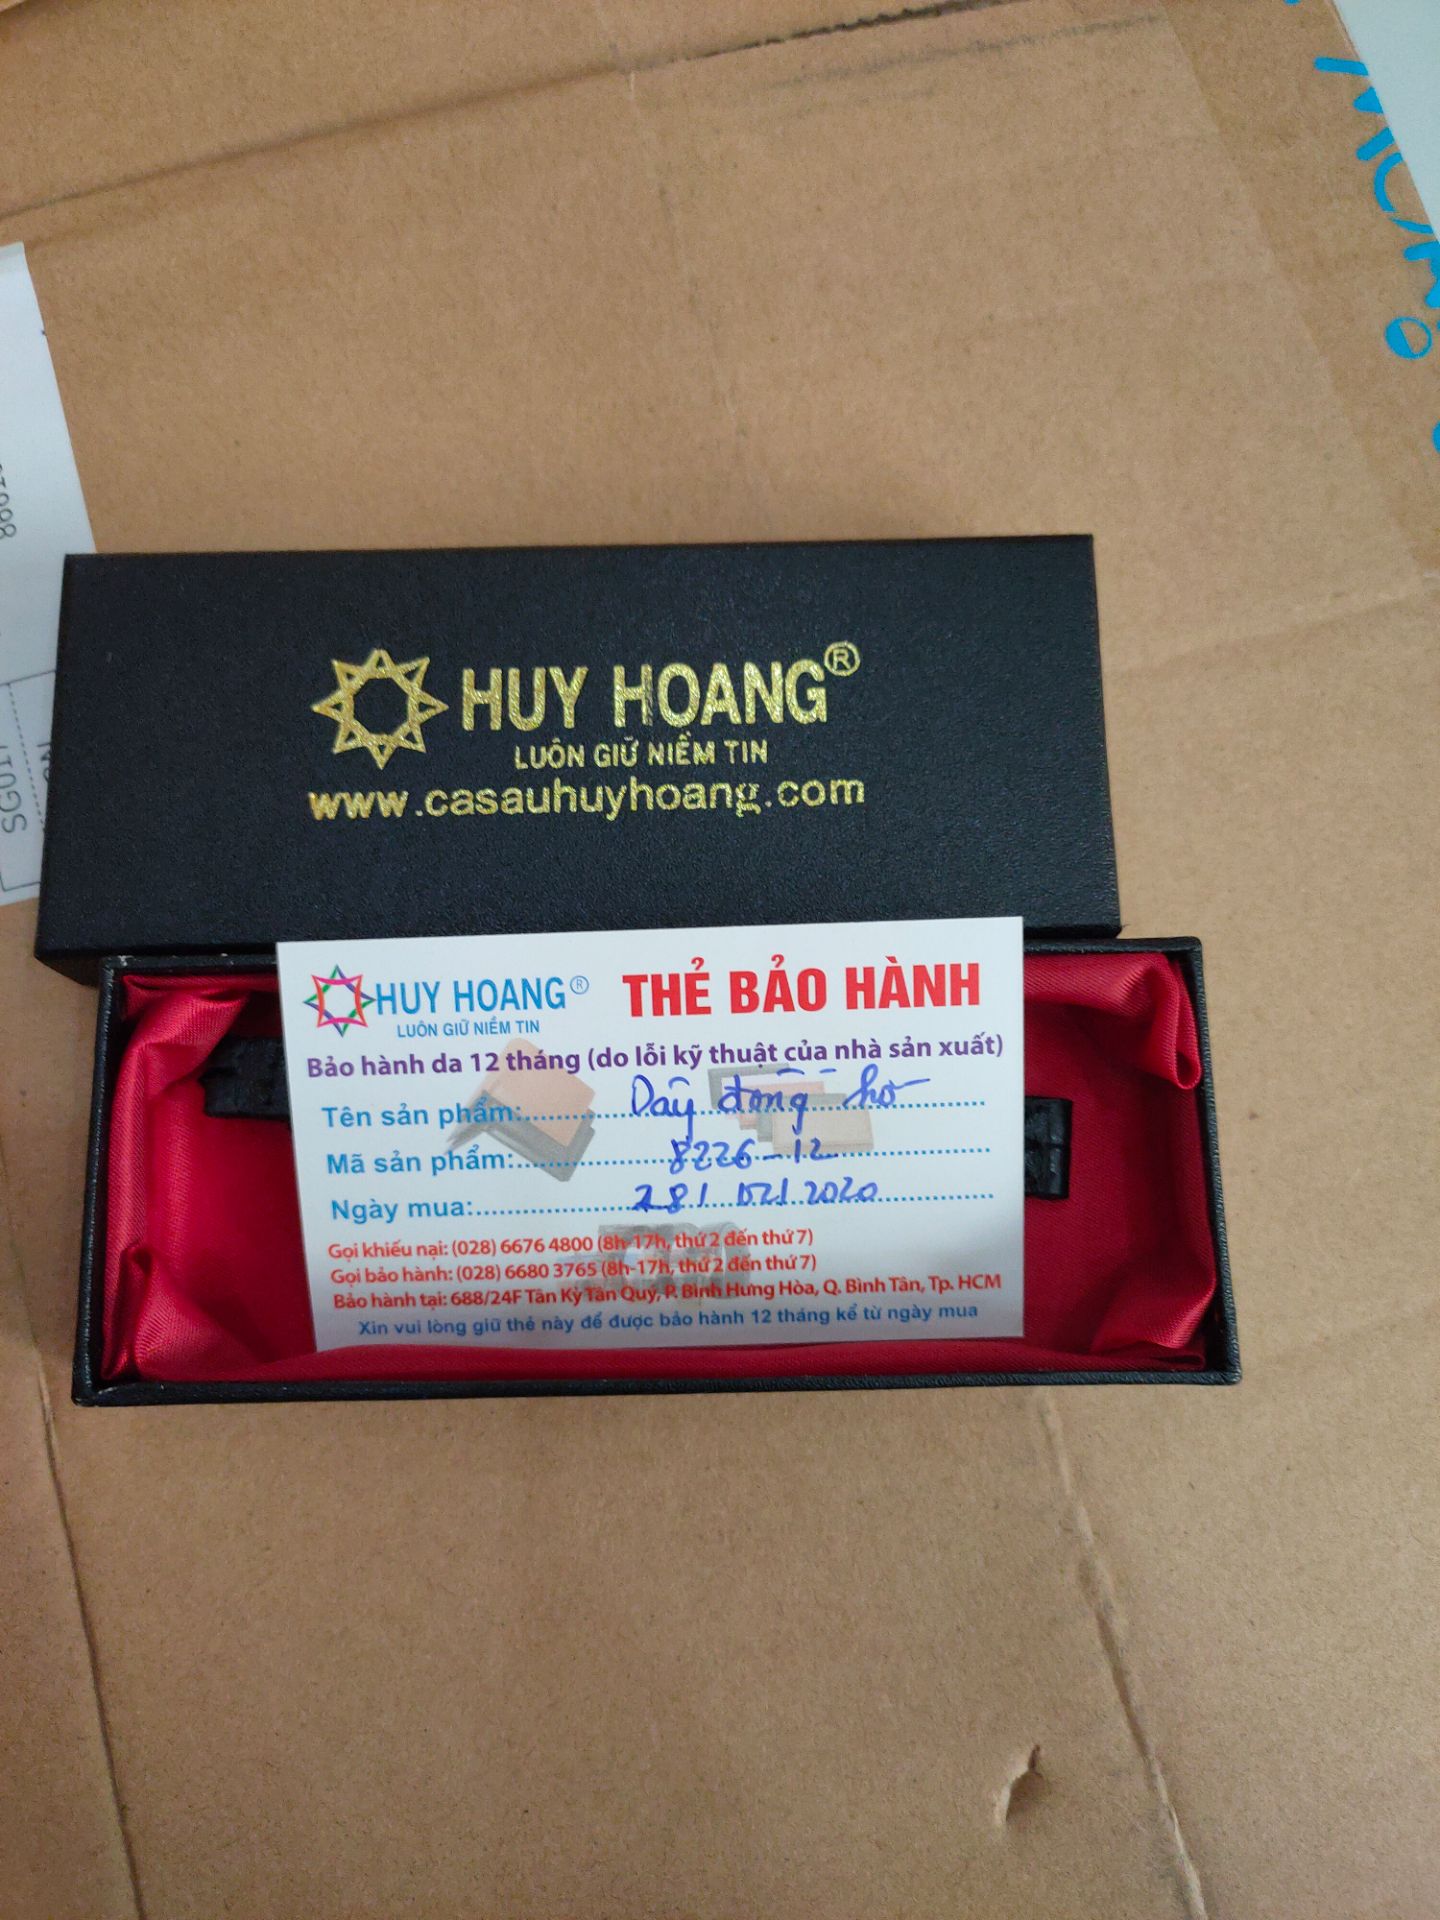 HUY HOANG®
LUÔN GIỮ NIỀM TIN
www.casauhuyhoang.com
HUY HOANG® THẺ BẢO HÀNH
LUÔN GIỮ NIỀM TIN
Bảo hành da 12 tháng (do lỗi kỹ thuật của nhà sản xuất)
Tên sản phẩm: Dây đồng hồ
Mã sản phẩm: 8226-12
Ngày mua: 28/ 02/ 2020
Gọi khiếu nại: (028) 6676 4800 (8h-17h, thứ 2 đến thứ 7)
Gọi bảo hành: (028) 6680 3765 (8h-17h, thứ 2 đến thứ 7)
Bảo hành tại: 688/24F Tân Kỳ Tân Quý, P. Bình Hưng Hòa, Q. Bình Tân, Tp. HCM
Xin vui lòng giữ thẻ này để được bảo hành 12 tháng kể từ ngày mua